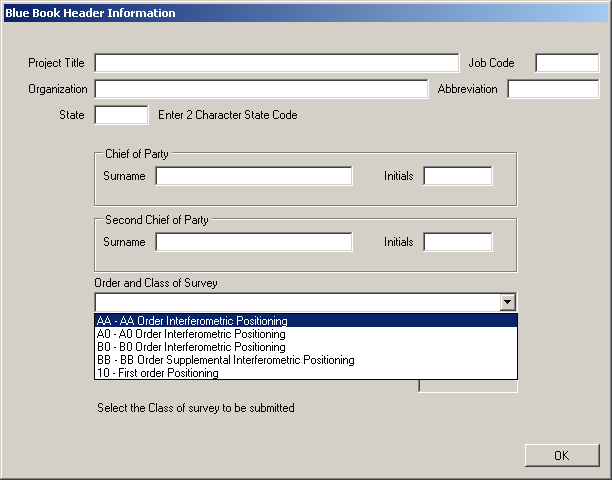 Blue Book Header Information
Project Title Job Code
Organization Abbreviation
State Enter 2 Character State Code
Chief of Party
Surname Initials
Second Chief of Party
Surname Initials
Order and Class of Survey
AA - AA Order Interferometric Positioning
A0 - A0 Order Interferometric Positioning
B0 - B0 Order Interferometric Positioning
BB - BB Order Supplemental Interferometric Positioning
10 - First order Positioning
Select the Class of survey to be submitted
OK